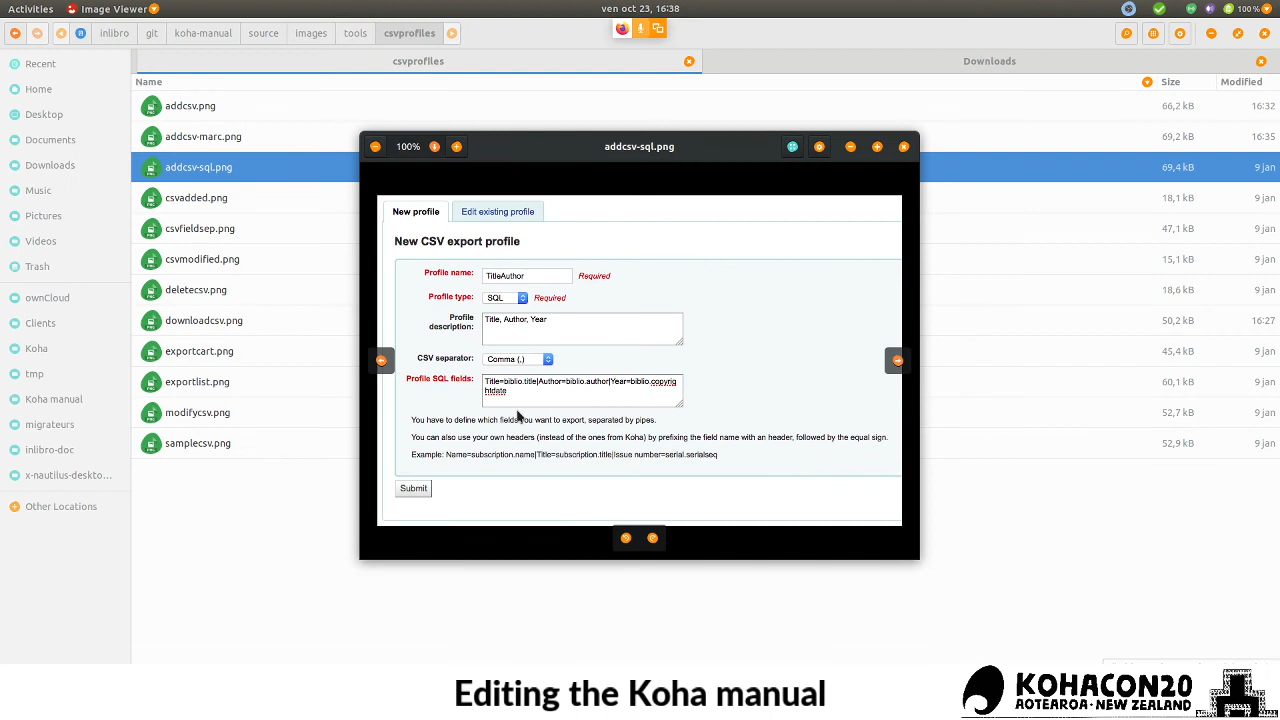 Activities Image Viewer ven oct 23, 16:38 100%
inlibro git koha-manual source images tools csvprofiles
Recent
Home
Desktop
Documents
Downloads
Music
Pictures
Videos
Trash
ownCloud
Clients
Koha
tmp
Koha manual
migrateurs
inlibro-doc
x-nautilus-deskto...
Other Locations
csvprofiles Downloads
Name Size Modified
addcsv.png 66,2 kB 16:32
addcsv-marc.png 69,2 kB 16:35
addcsv-sql.png 69,4 kB 9 jan
csvadded.png 18,1 kB 9 jan
csvfieldsep.png 47,1 kB 9 jan
csvmodified.png 15,1 kB 9 jan
deletecsv.png 18,6 kB 9 jan
downloadcsv.png 50,2 kB 16:27
exportcart.png 51,1 kB 9 jan
exportlist.png 60,1 kB 9 jan
modifycsv.png 52,7 kB 9 jan
samplecsv.png 52,9 kB 9 jan
100% addcsv-sql.png
New profile Edit existing profile
New CSV export profile
Profile name: TitleAuthor Required
Profile type: SQL Required
Profile description: Title, Author, Year
CSV separator: Comma (,)
Profile SQL fields: Title=biblio.title|Author=biblio.author|Year=biblio.copyrig
htdate
You have to define which fields you want to export, separated by pipes.
You can also use your own headers (instead of the ones from Koha) by prefixing the field name with an header, followed by the equal sign.
Example: Name=subscription.name|Title=subscription.title|Issue number=serial.serialseq
Submit
Editing the Koha manual
KOHACON20
AOTEAROA · NEW ZEALAND